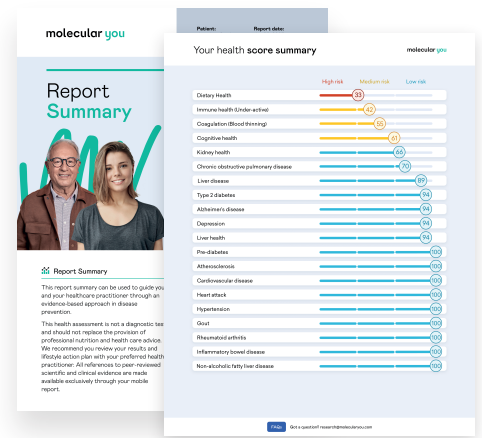 molecular you
Patient:
Report date:
Report
Summary
Report Summary
This report summary can be used to guide you
and your healthcare practitioner through an
evidence-based approach in disease
prevention.
This health assessment is not a diagnostic test
and should not replace the provision of
professional nutrition and health care advice.
We recommend you review your results and
lifestyle action plan with your preferred health
practitioner. All references to peer-reviewed
scientific and clinical evidence are made
available exclusively through your mobile
report.
Your health score summary
molecular you
High risk Medium risk Low risk
Dietary Health 33
Immune health (Under-active) 42
Coagulation (Blood thinning) 55
Cognitive health 61
Kidney health 66
Chronic obstructive pulmonary disease 70
Liver disease 89
Type 2 diabetes 94
Alzheimer's disease 94
Depression 94
Liver health 94
Pre-diabetes 100
Atherosclerosis 100
Cardiovascular disease 100
Heart attack 100
Hypertension 100
Gout 100
Rheumatoid arthritis 100
Inflammatory bowel disease 100
Non-alcoholic fatty liver disease 100
FAQs Got a question? research@molecularyou.com